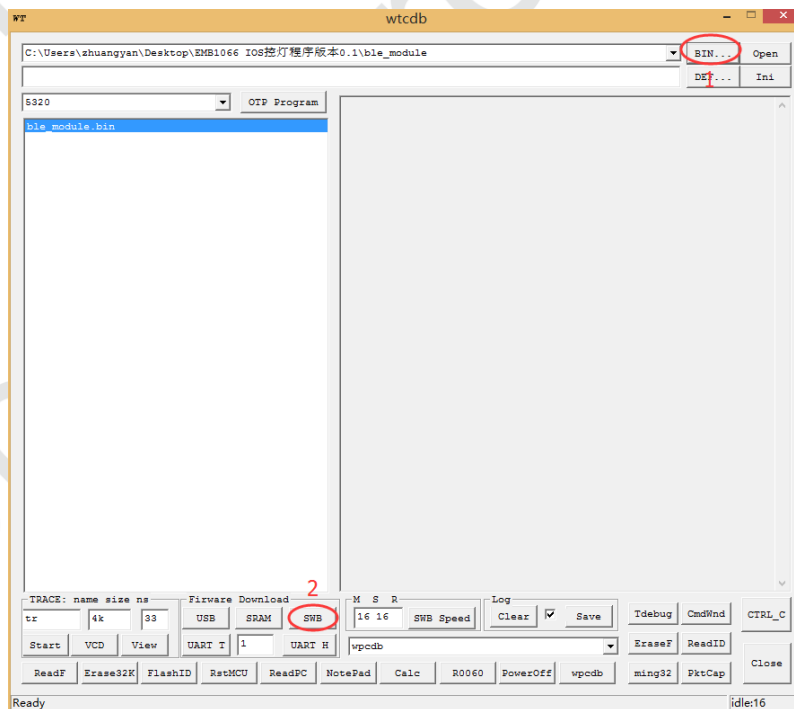 WT wtcdb
C:\Users\zhuangyan\Desktop\EMB1066 IOS控灯程序版本0.1\ble_module BIN... Open
DEF... Ini
1
5320 OTP Program
ble_module.bin
2
TRACE: name size ns Firware Download M S R Log
tr 4k 33 USB SRAM SWB 16 16 SWB Speed Clear Save Tdebug CmdWnd CTRL_C
Start VCD View UART T 1 UART H wpcdb EraseF ReadID
ReadF Erase32K FlashID RstMCU ReadPC NotePad Calc R0060 PowerOff wpcdb ming32 PktCap Close
Ready idle:16